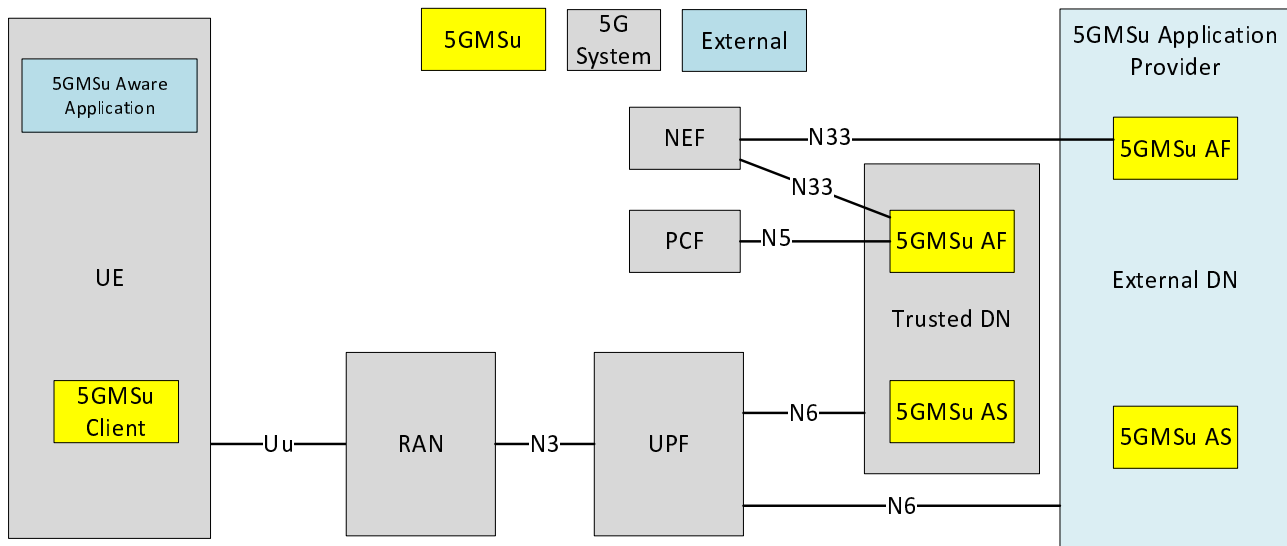 5GMSu
5G
System
External
5GMSu Application
Provider
5GMSu Aware
Application
NEF
N33
5GMSu AF
N33
PCF
N5
5GMSu AF
UE
External DN
Trusted DN
5GMSu
Client
5GMSu AS
N6
5GMSu AS
Uu
RAN
N3
UPF
N6